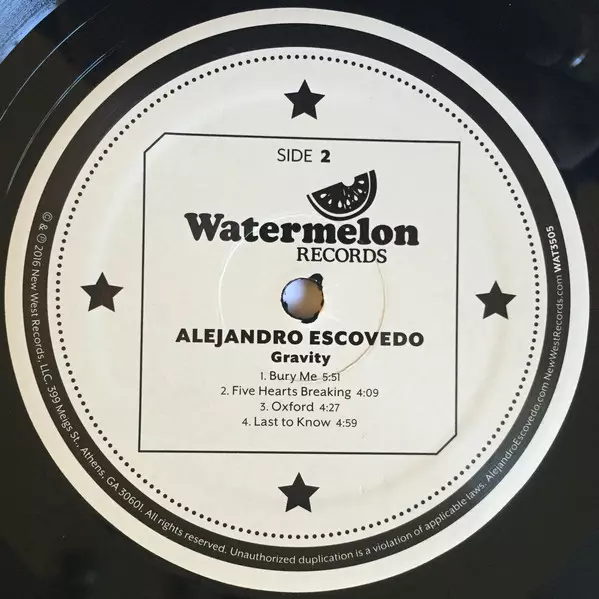 SIDE 2
Watermelon
RECORDS
ALEJANDRO ESCOVEDO
Gravity
1. Bury Me 5:51
2. Five Hearts Breaking 4:09
3. Oxford 4:27
4. Last to Know 4:59
© & ℗ 2016 New West Records, LLC. 399 Meigs St., Athens, GA 30601. All rights reserved. Unauthorized duplication is a violation of applicable laws. AlejandroEscovedo.com NewWestRecords.com WAT3505